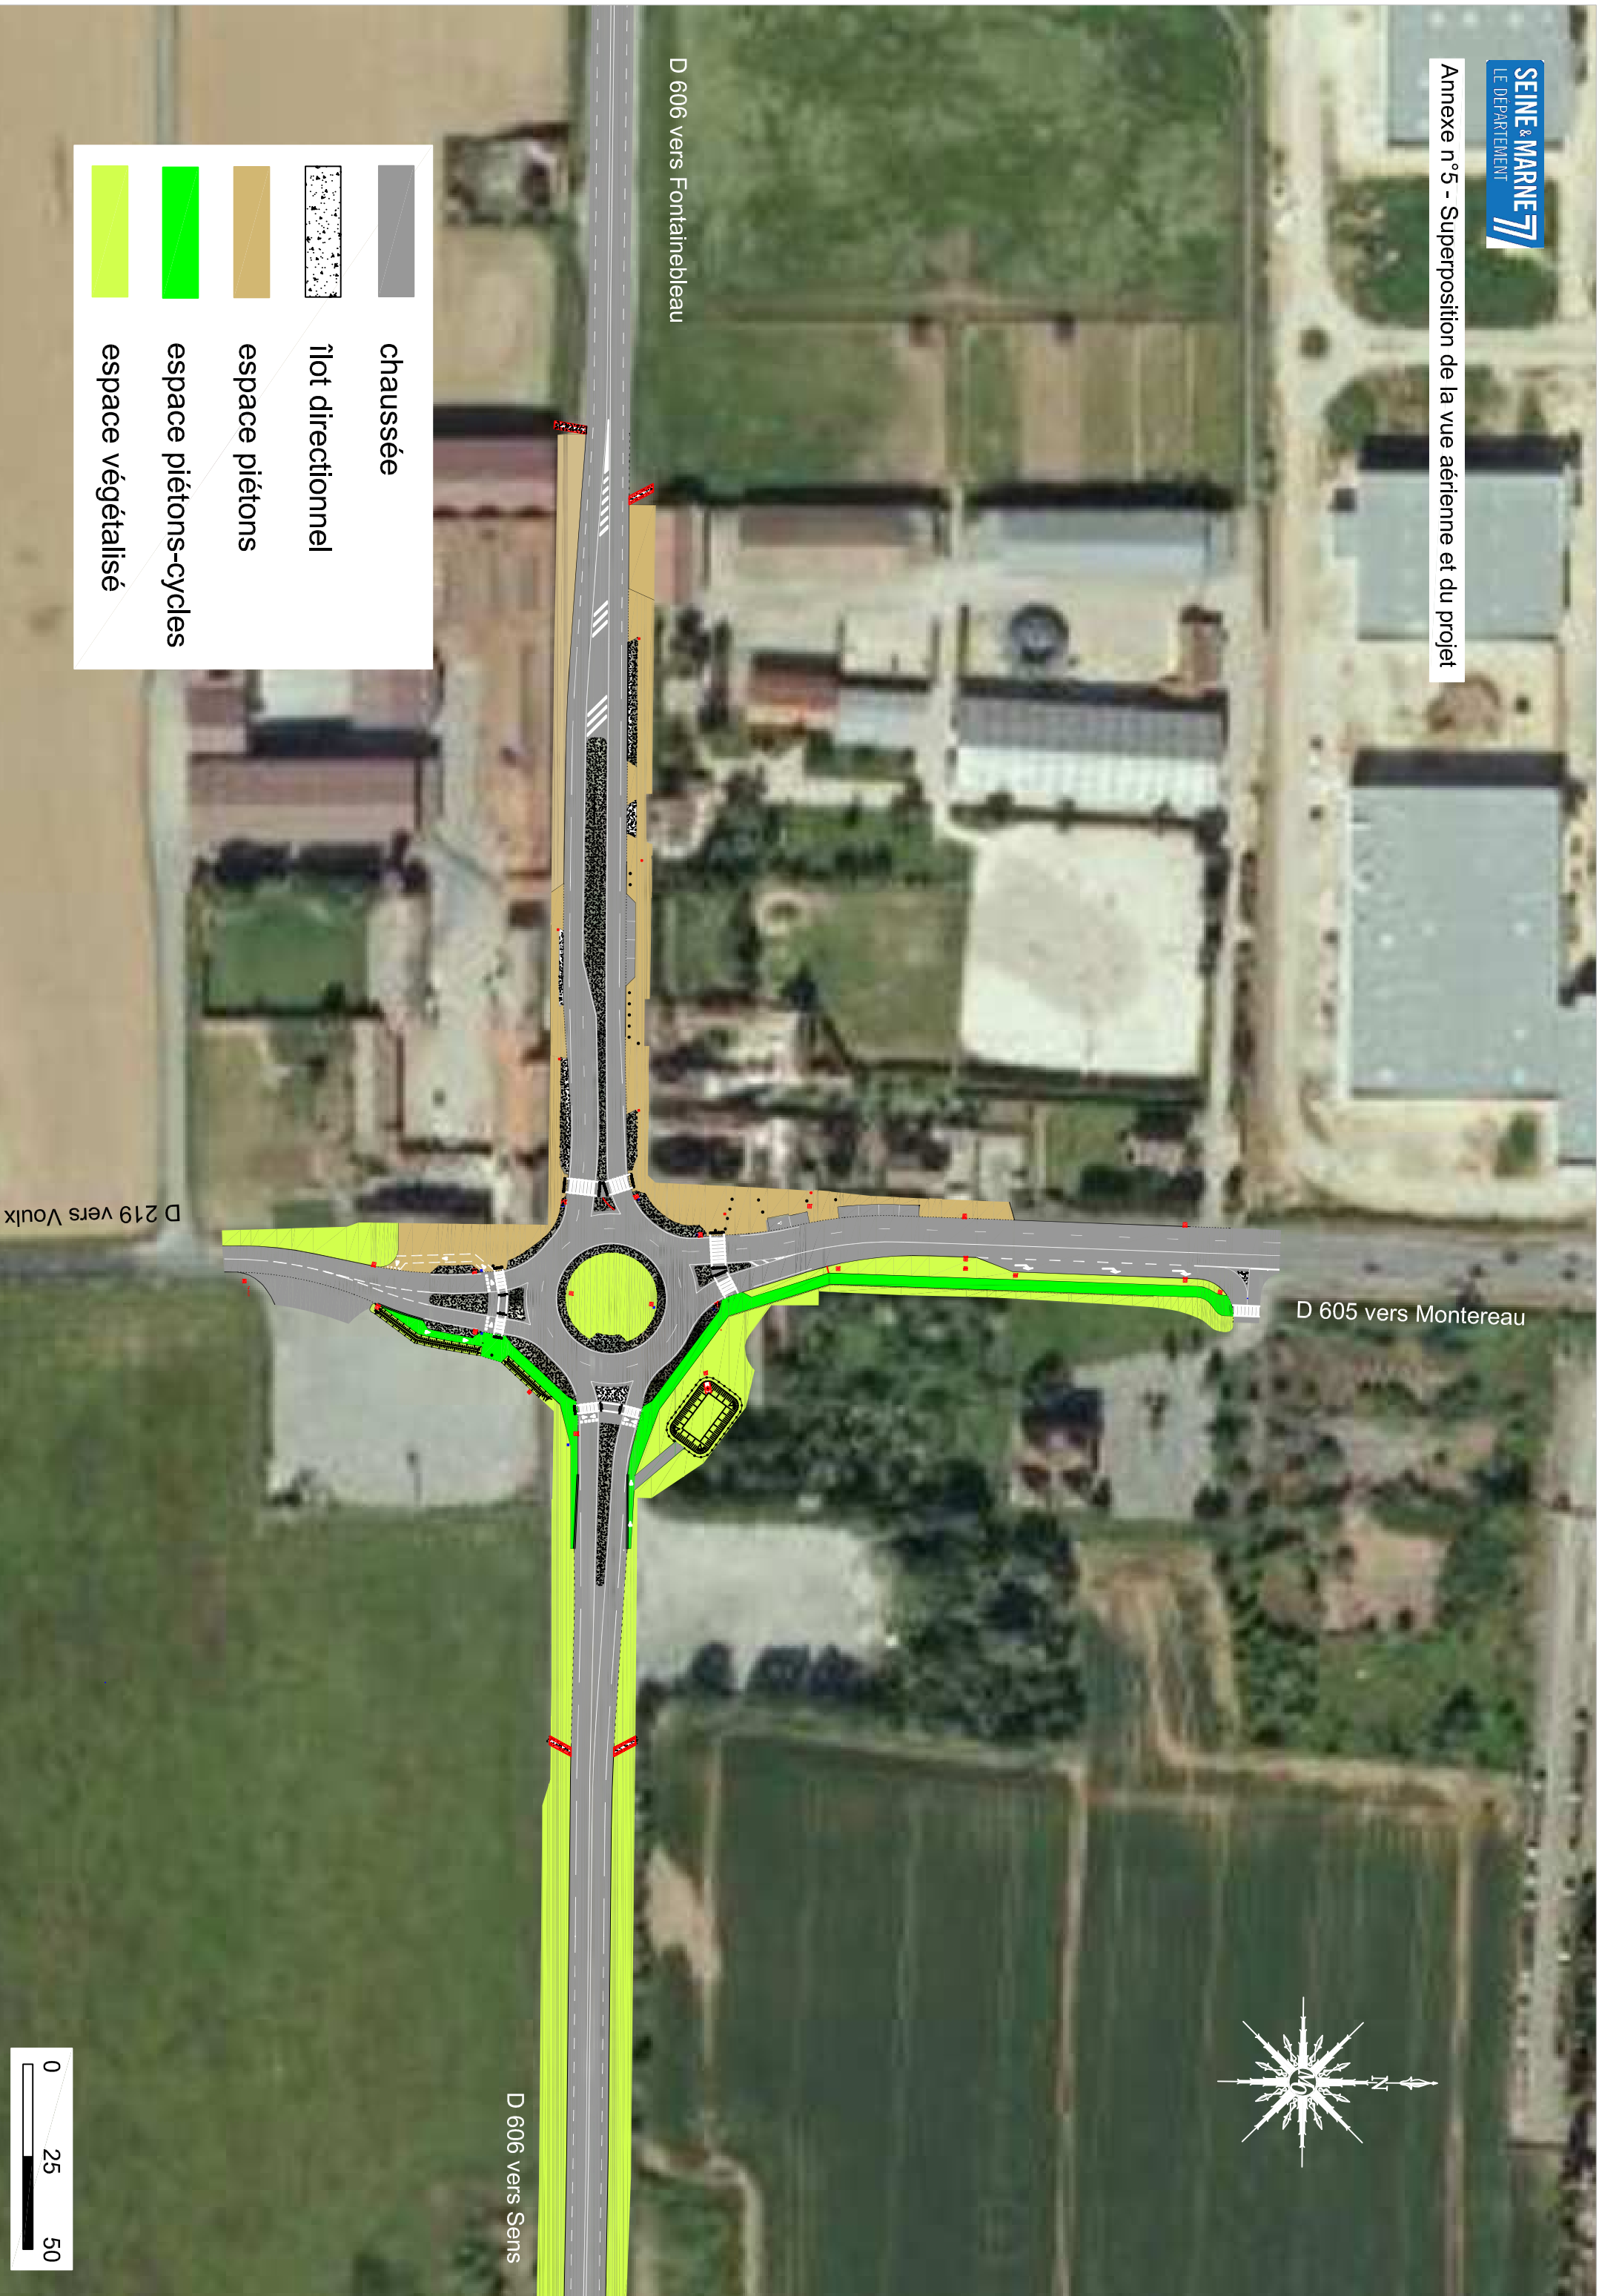 SEINE & MARNE 77
LE DÉPARTEMENT
Annexe n°5 - Superposition de la vue aérienne et du projet
D 606 vers Fontainebleau
chaussée
îlot directionnel
espace piétons
espace piétons-cycles
espace végétalisé
D 219 vers Voulx
D 605 vers Montereau
N
D 606 vers Sens
0 25 50